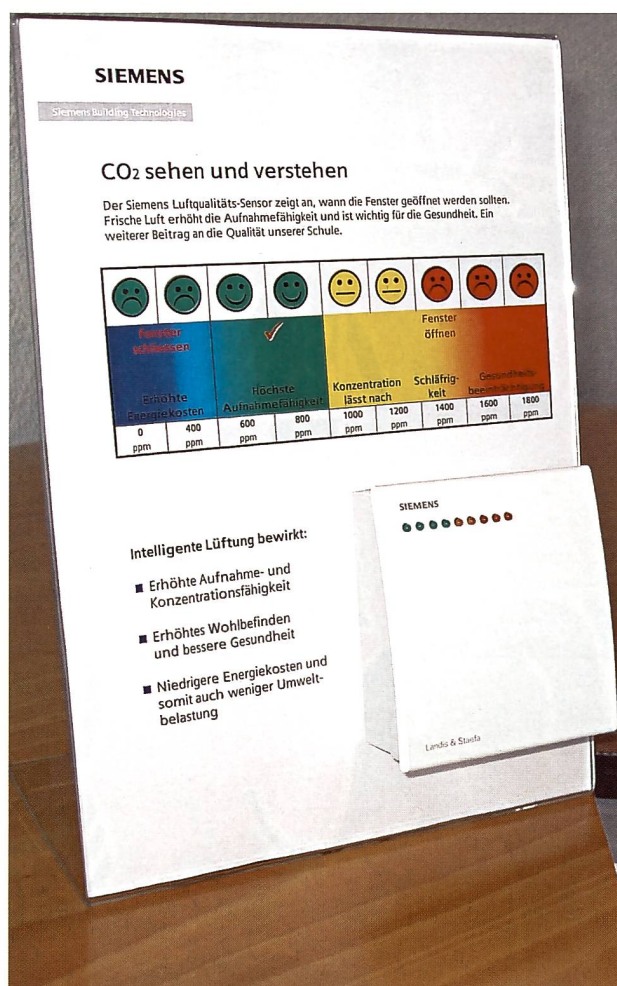 SIEMENS
Siemens Building Technologies
CO2 sehen und verstehen
Der Siemens Luftqualitäts-Sensor zeigt an, wann die Fenster geöffnet werden sollten.
Frische Luft erhöht die Aufnahmefähigkeit und ist wichtig für die Gesundheit. Ein
weiterer Beitrag an die Qualität unserer Schule.
Fenster
schliessen
Erhöhte
Energiekosten
Höchste
Aufnahmefähigkeit
Fenster
öffnen
Konzentration
lässt nach
Schläfrig-
keit
Gesundheits-
beeinträchtigung
0 400 600 800 1000 1200 1400 1600 1800
ppm ppm ppm ppm ppm ppm ppm ppm ppm
Intelligente Lüftung bewirkt:
Erhöhte Aufnahme- und
Konzentrationsfähigkeit
Erhöhtes Wohlbefinden
und bessere Gesundheit
Niedrigere Energiekosten und
somit auch weniger Umwelt-
belastung
SIEMENS
Landis & Staefa